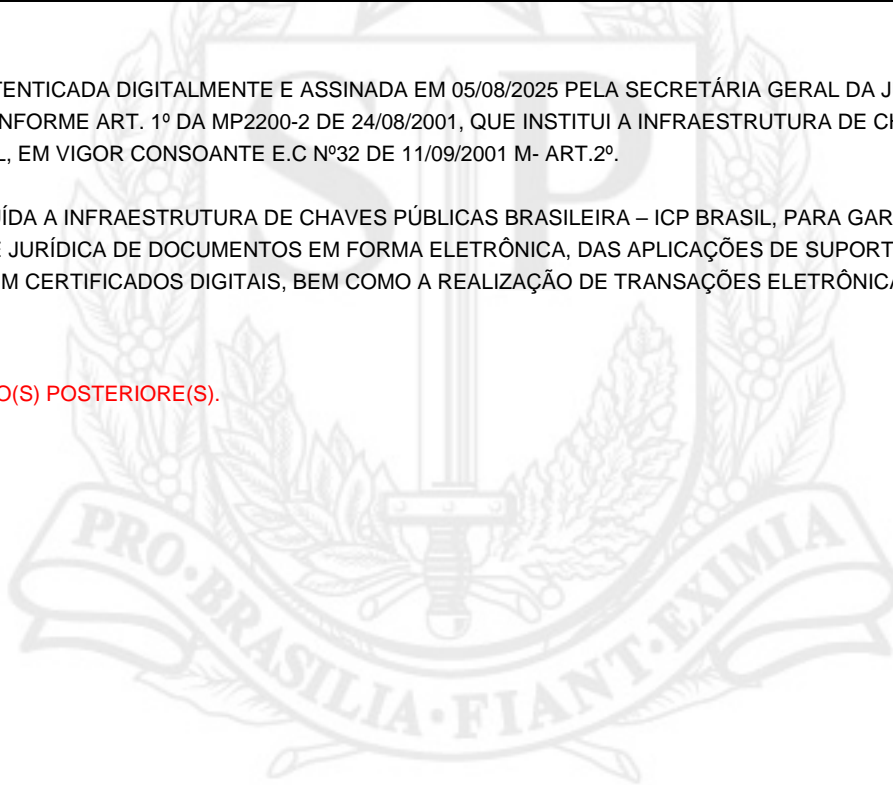 TENTICADA DIGITALMENTE E ASSINADA EM 05/08/2025 PELA SECRETÁRIA GERAL DA J
NFORME ART. 1º DA MP2200-2 DE 24/08/2001, QUE INSTITUI A INFRAESTRUTURA DE CH
L, EM VIGOR CONSOANTE E.C Nº32 DE 11/09/2001 M- ART.2º.
ÍDA A INFRAESTRUTURA DE CHAVES PÚBLICAS BRASILEIRA – ICP BRASIL, PARA GAR
E JURÍDICA DE DOCUMENTOS EM FORMA ELETRÔNICA, DAS APLICAÇÕES DE SUPORT
M CERTIFICADOS DIGITAIS, BEM COMO A REALIZAÇÃO DE TRANSAÇÕES ELETRÔNICA
O(S) POSTERIORE(S).
SP
PRO·BRASILIA·FIANT·EXIMIA